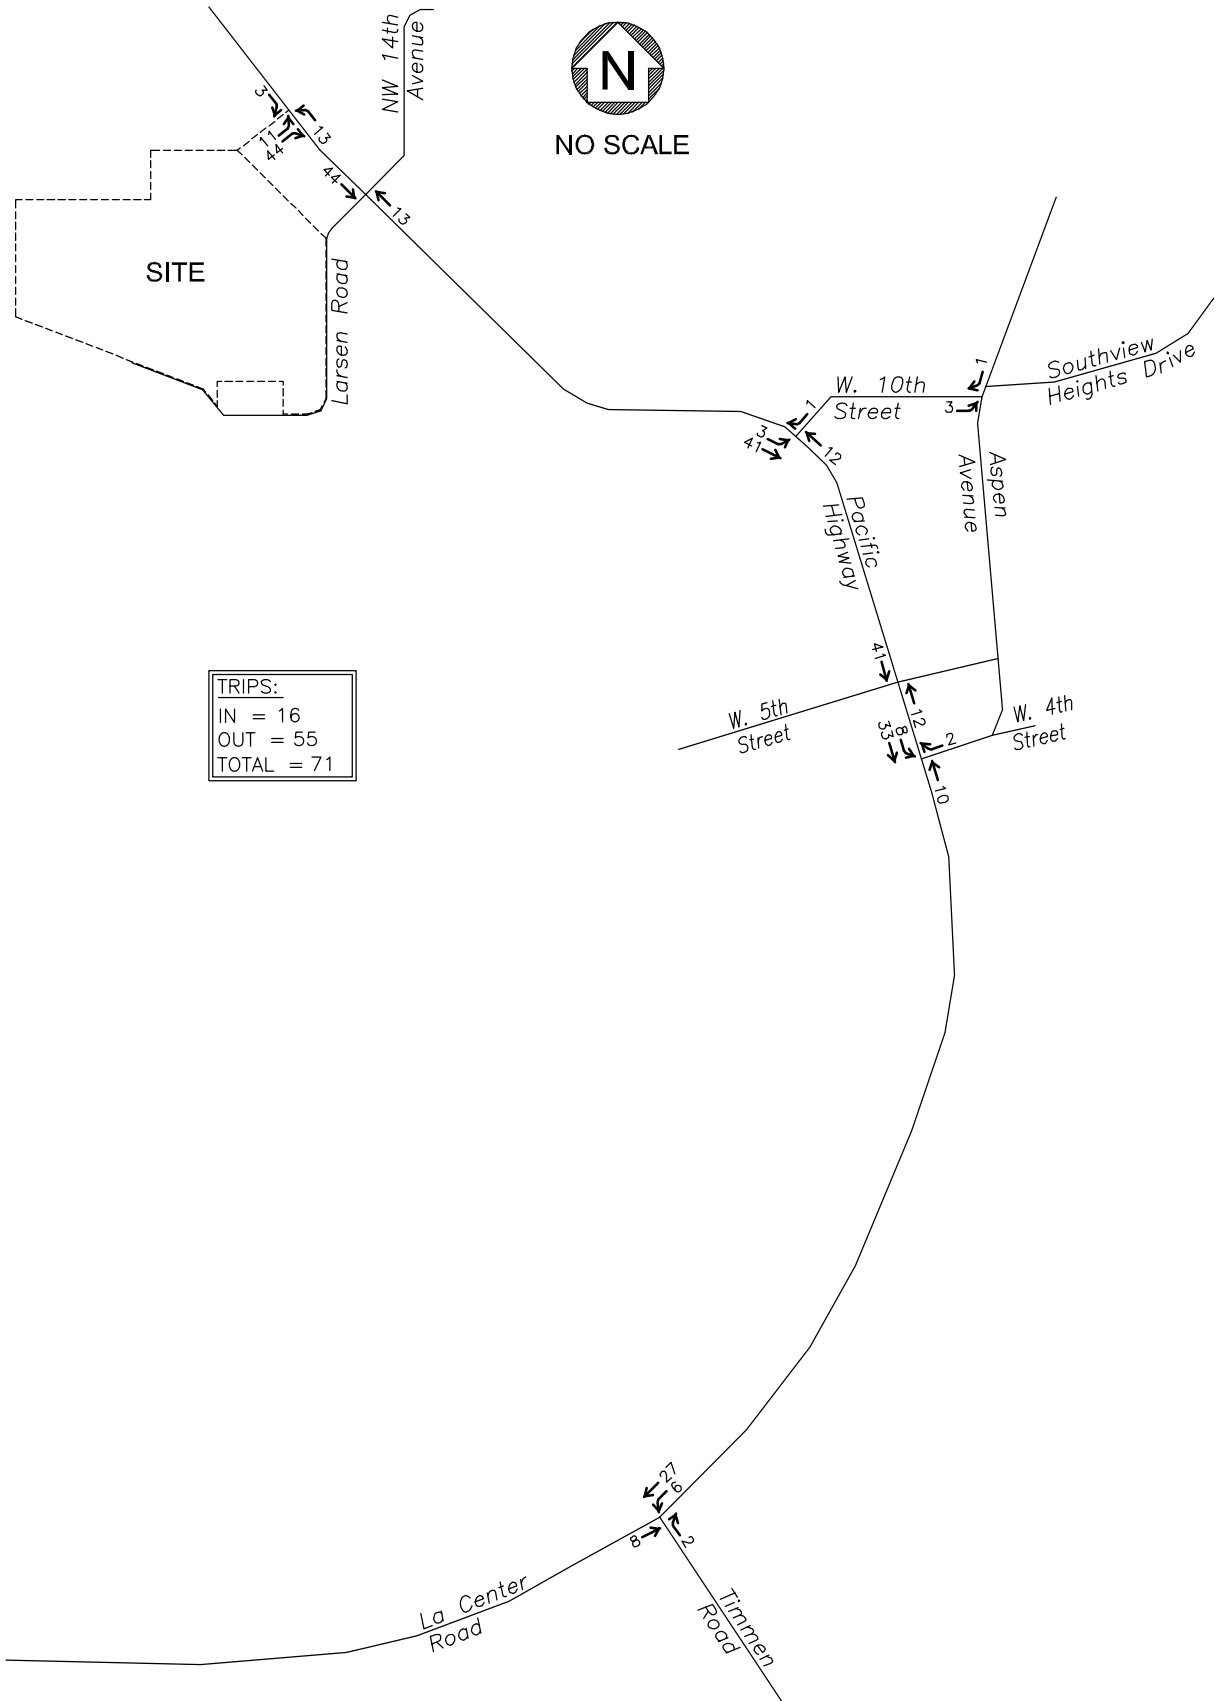 NW 14th
Avenue
N
NO SCALE
3
13
11
44
44
13
SITE
Larsen Road
1
Southview
Heights Drive
W. 10th
Street
3
1
3
41
12
Aspen
Avenue
Pacific
Highway
41
TRIPS:
IN = 16
OUT = 55
TOTAL = 71
W. 5th
Street
12
8
33
2
W. 4th
Street
10
27
6
8
2
La Center
Road
Timmen
Road